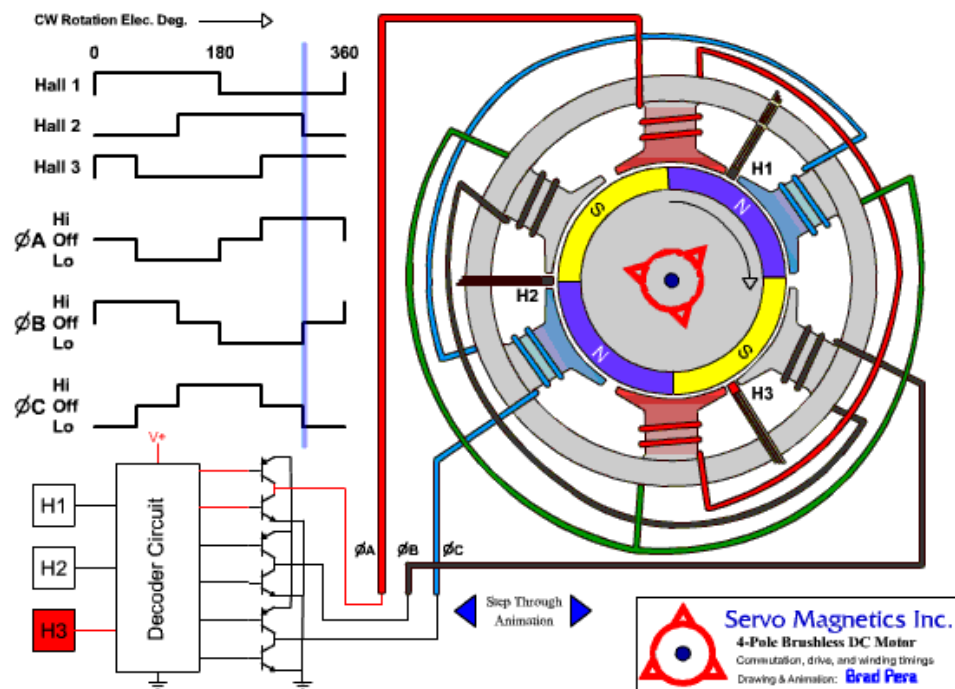 CW Rotation Elec. Deg.
0 180 360
Hall 1
Hall 2
Hall 3
Hi
ØA Off
Lo
Hi
ØB Off
Lo
Hi
ØC Off
Lo
V+
H1
H2
H3
Decoder Circuit
ØA ØB ØC
H1
H2
H3
S
N
N
S
Step Through
Animation
Servo Magnetics Inc.
4-Pole Brushless DC Motor
Commutation, drive, and winding timings
Drawing & Animation: Brad Pera